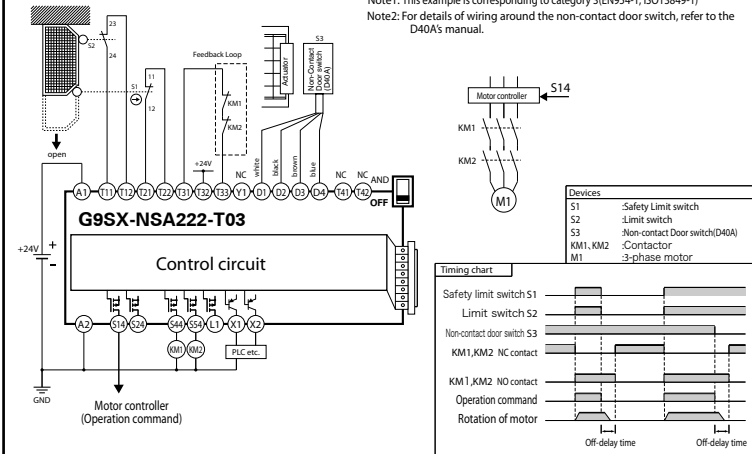 Note1: This example is corresponding to category 3(EN954-1, ISO13849-1)
Note2: For details of wiring around the non-contact door switch, refer to the
D40A's manual.
23
S2
24
11
S1
12
open
Feedback Loop
KM1
KM2
+24V
Actuator
S3
Non-Contact
Door switch
(D40A)
white
black
brown
blue
NC
NC
NC
AND
OFF
A1
T11
T12
T21
T22
T31
T32
T33
Y1
D1
D2
D3
D4
T41
T42
G9SX-NSA222-T03
Control circuit
+24V
+
−
A2
S14
S24
S44
S54
L1
X1
X2
KM1
KM2
PLC etc.
GND
Motor controller
(Operation command)
Motor controller
S14
KM1
KM2
M1
Devices
S1 :Safety Limit switch
S2 :Limit switch
S3 :Non-contact Door switch(D40A)
KM1、KM2 :Contactor
M1 :3-phase motor
Timing chart
Safety limit switch S1
Limit switch S2
Non-contact door switch S3
KM1,KM2 NC contact
KM1,KM2 NO contact
Operation command
Rotation of motor
Off-delay time
Off-delay time